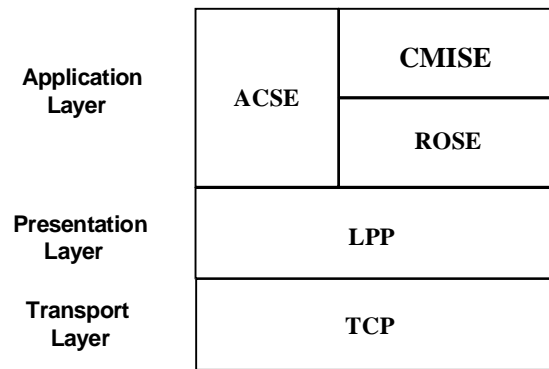 Application
Layer
ACSE
CMISE
ROSE
Presentation
Layer
LPP
Transport
Layer
TCP